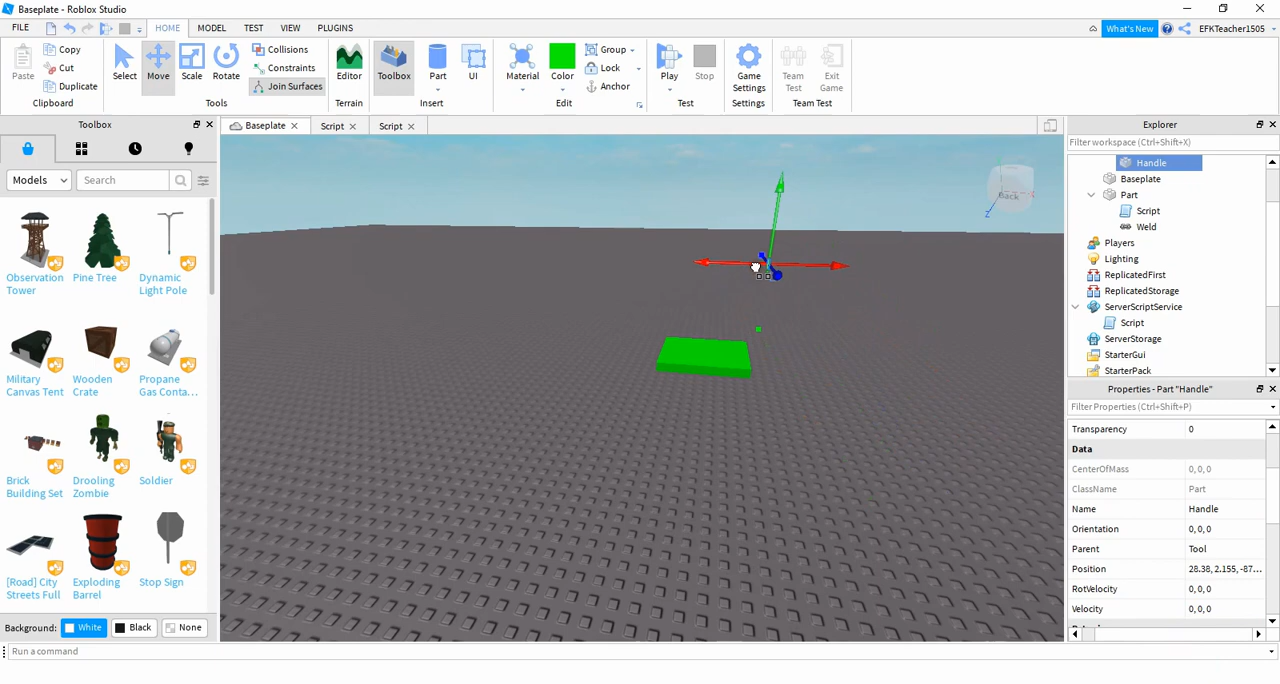 Baseplate - Roblox Studio
FILE HOME MODEL TEST VIEW PLUGINS What's New EFKTeacher1505
Paste Copy Cut Duplicate Select Move Scale Rotate Collisions Constraints Join Surfaces Editor Toolbox Part UI Material Color Group Lock Anchor Play Stop Game Settings Team Test Exit Game
Clipboard Tools Terrain Insert Edit Test Settings Team Test
Toolbox
Models Search
Observation Tower
Pine Tree
Dynamic Light Pole
Military Canvas Tent
Wooden Crate
Propane Gas Conta...
Brick Building Set
Drooling Zombie
Soldier
[Road] City Streets Full
Exploding Barrel
Stop Sign
Background: White Black None
Run a command
Baseplate Script Script
Back
Z
Explorer
Filter workspace (Ctrl+Shift+X)
Handle
Baseplate
Part
Script
Weld
Players
Lighting
ReplicatedFirst
ReplicatedStorage
ServerScriptService
Script
ServerStorage
StarterGui
StarterPack
Properties - Part "Handle"
Filter Properties (Ctrl+Shift+P)
Transparency 0
Data
CenterOfMass 0, 0, 0
ClassName Part
Name Handle
Orientation 0, 0, 0
Parent Tool
Position 28.38, 2.155, -87...
RotVelocity 0, 0, 0
Velocity 0, 0, 0